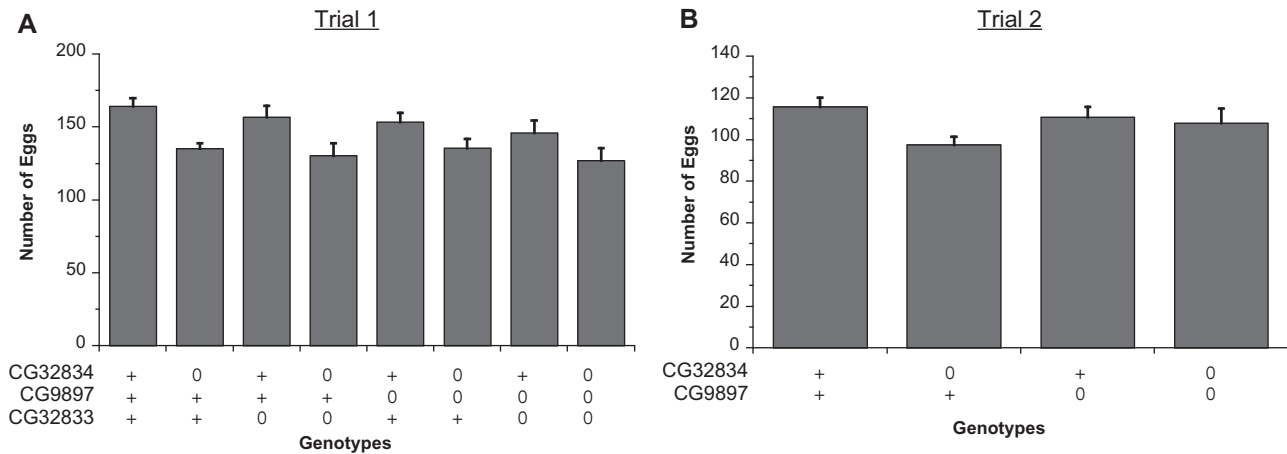 A
Trial 1
Number of Eggs
200
150
100
50
0
CG32834 + 0 + 0 + 0 + 0
CG9897 + + + + 0 0 0 0
CG32833 + + 0 0 + + 0 0
Genotypes
B
Trial 2
Number of Eggs
140
120
100
80
60
40
20
0
CG32834 + 0 + 0
CG9897 + + 0 0
Genotypes